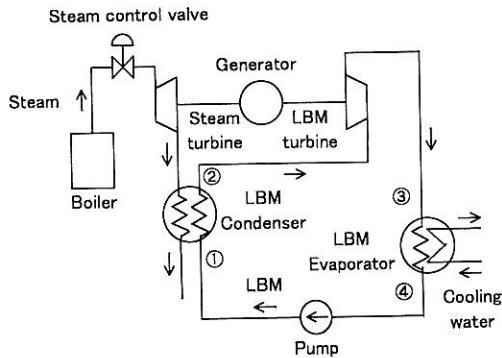 Steam control valve
Generator
Steam
Steam
turbine
LBM
turbine
②
Boiler
LBM
Condenser
③
①
LBM
Evaporator
LBM
④
Cooling
water
Pump